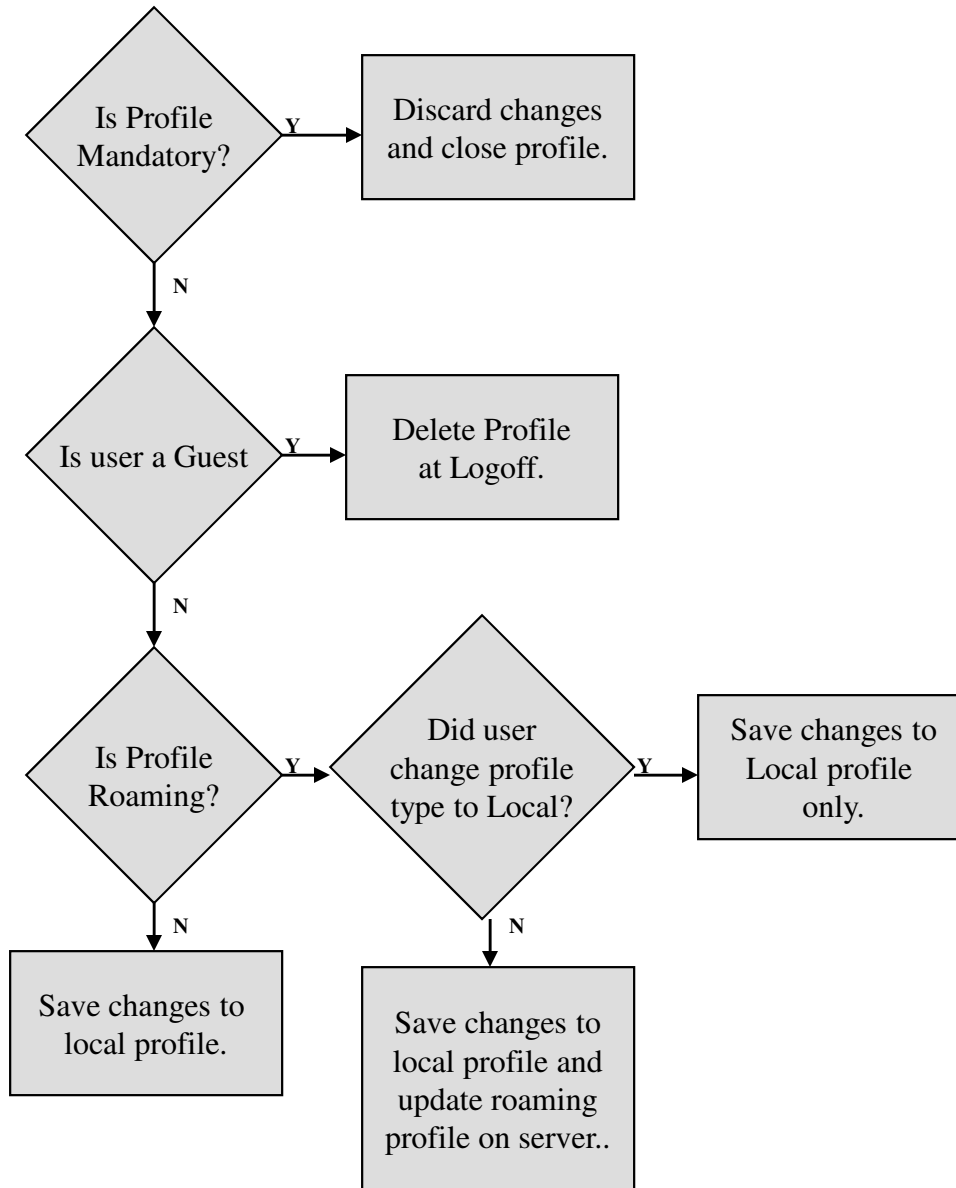 Is Profile
Mandatory?
Y
Discard changes
and close profile.
N
Is user a Guest
Y
Delete Profile
at Logoff.
N
Is Profile
Roaming?
Y
Did user
change profile
type to Local?
Y
Save changes to
Local profile
only.
N
Save changes to
local profile.
N
Save changes to
local profile and
update roaming
profile on server..